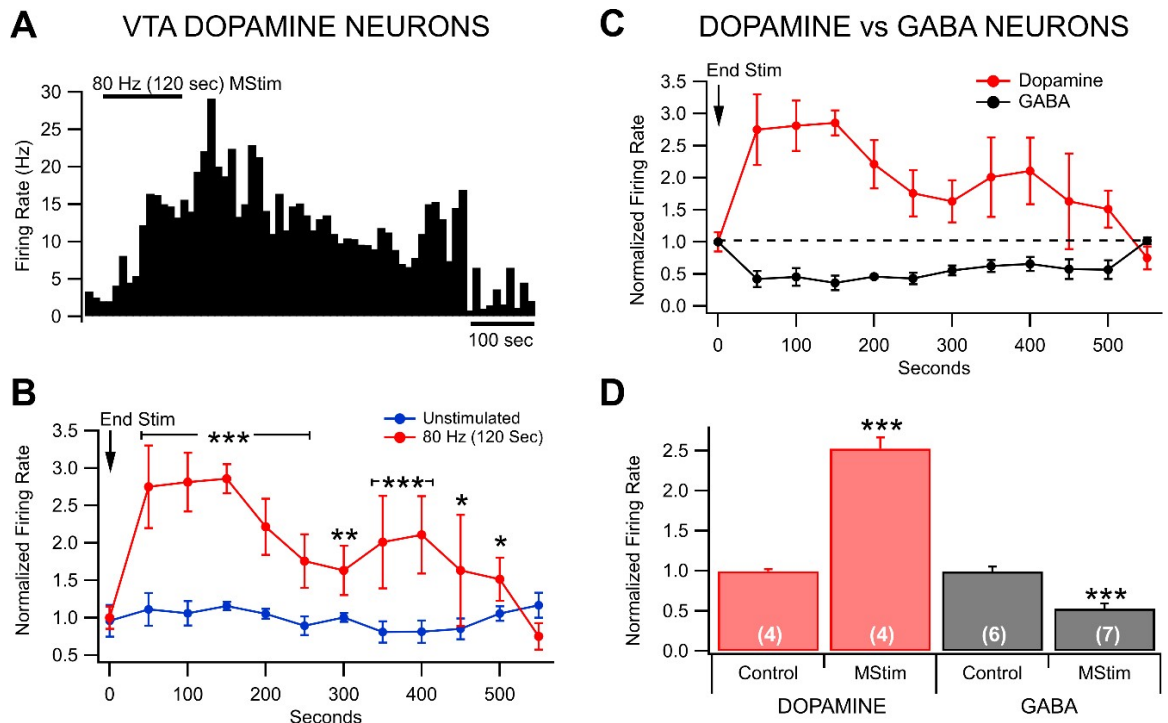 A
VTA DOPAMINE NEURONS
80 Hz (120 sec) MStim
Firing Rate (Hz)
30
25
20
15
10
5
0
100 sec
B
End Stim
Unstimulated
80 Hz (120 Sec)
***
**
***
*
*
Normalized Firing Rate
3.5
3.0
2.5
2.0
1.5
1.0
0.5
0 100 200 300 400 500
Seconds
C
DOPAMINE vs GABA NEURONS
End Stim
Dopamine
GABA
Normalized Firing Rate
3.5
3.0
2.5
2.0
1.5
1.0
0.5
0.0
0 100 200 300 400 500
Seconds
D
Normalized Firing Rate
2.5
2.0
1.5
1.0
0.5
0.0
***
***
(4) (4) (6) (7)
Control MStim Control MStim
DOPAMINE GABA